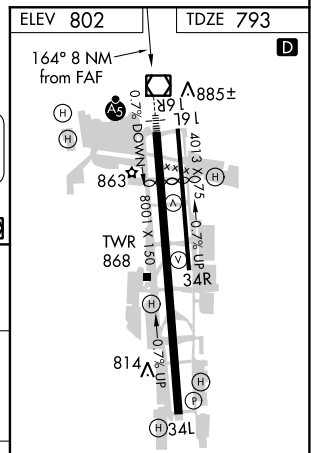 ELEV 802
TDZE 793
D
164° 8 NM
from FAF
885±
16R
16L
A5
H
H
0.7% DOWN
4013 X 75
H
863
V
8001 X 150
0.7% UP
TWR
868
V
34R
H
0.7% UP
814
H
P
H
34L